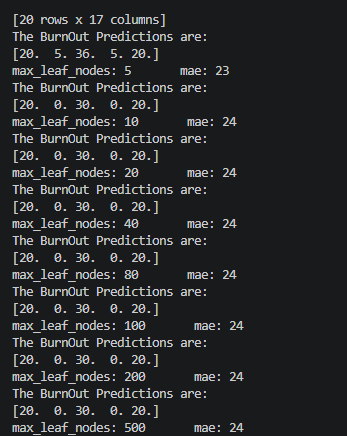 [20 rows x 17 columns]
The BurnOut Predictions are:
[20.  5. 36.  5. 20.]
max_leaf_nodes: 5       mae: 23
The BurnOut Predictions are:
[20.  0. 30.  0. 20.]
max_leaf_nodes: 10       mae: 24
The BurnOut Predictions are:
[20.  0. 30.  0. 20.]
max_leaf_nodes: 20       mae: 24
The BurnOut Predictions are:
[20.  0. 30.  0. 20.]
max_leaf_nodes: 40       mae: 24
The BurnOut Predictions are:
[20.  0. 30.  0. 20.]
max_leaf_nodes: 80       mae: 24
The BurnOut Predictions are:
[20.  0. 30.  0. 20.]
max_leaf_nodes: 100       mae: 24
The BurnOut Predictions are:
[20.  0. 30.  0. 20.]
max_leaf_nodes: 200       mae: 24
The BurnOut Predictions are:
[20.  0. 30.  0. 20.]
max_leaf_nodes: 500       mae: 24